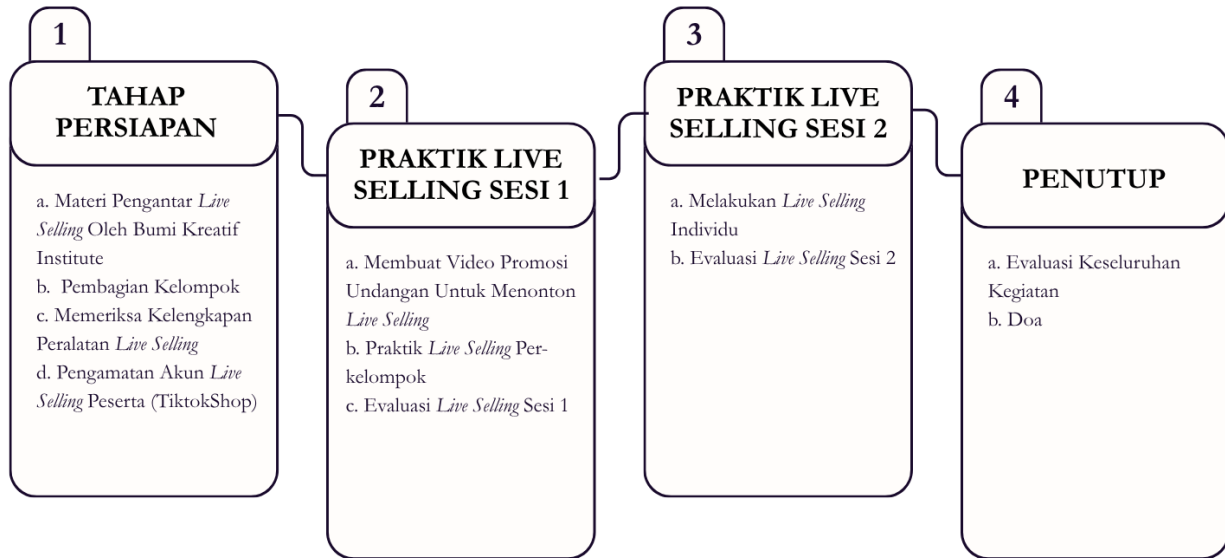 1
TAHAP
PERSIAPAN
a. Materi Pengantar Live
Selling Oleh Bumi Kreatif
Institute
b. Pembagian Kelompok
c. Memeriksa Kelengkapan
Peralatan Live Selling
d. Pengamatan Akun Live
Selling Peserta (TiktokShop)
2
PRAKTIK LIVE
SELLING SESI 1
a. Membuat Video Promosi
Undangan Untuk Menonton
Live Selling
b. Praktik Live Selling Per-
kelompok
c. Evaluasi Live Selling Sesi 1
3
PRAKTIK LIVE
SELLING SESI 2
a. Melakukan Live Selling
Individu
b. Evaluasi Live Selling Sesi 2
4
PENUTUP
a. Evaluasi Keseluruhan
Kegiatan
b. Doa